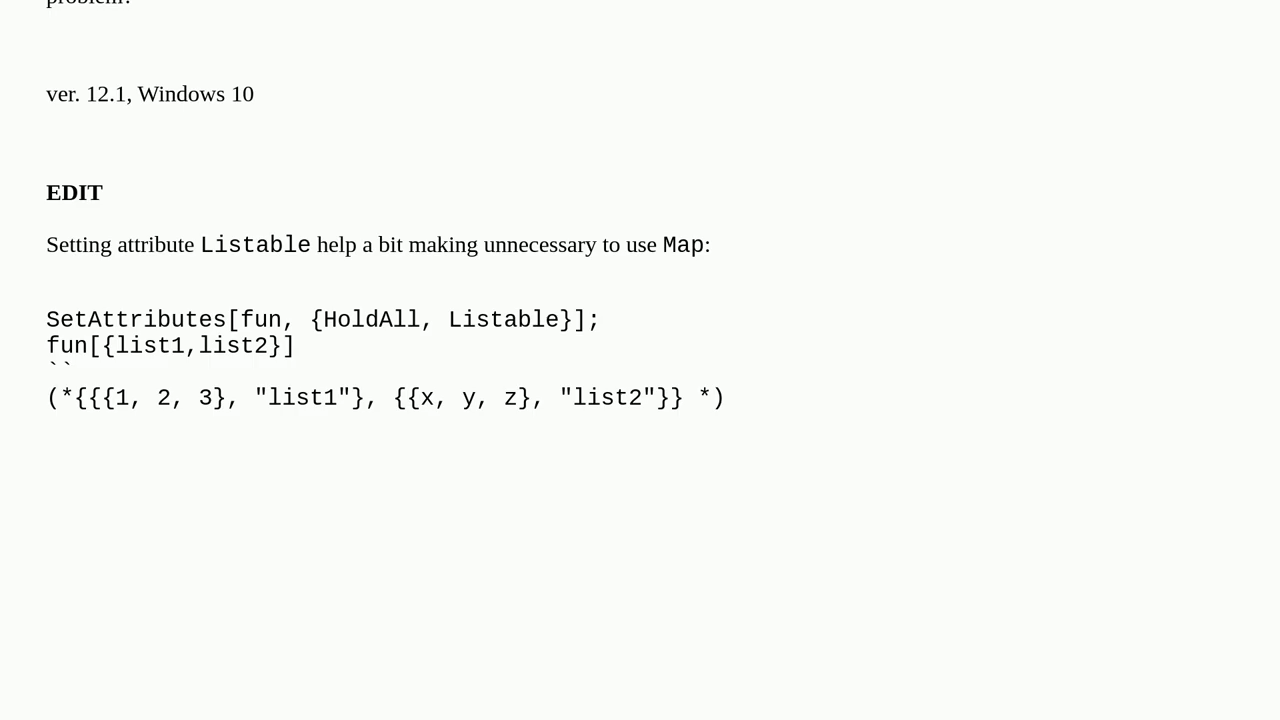 problem?
ver. 12.1, Windows 10
EDIT
Setting attribute Listable help a bit making unnecessary to use Map:
SetAttributes[fun, {HoldAll, Listable}];
fun[{list1,list2}]
``
(*{{{1, 2, 3}, "list1"}, {{x, y, z}, "list2"}} *)